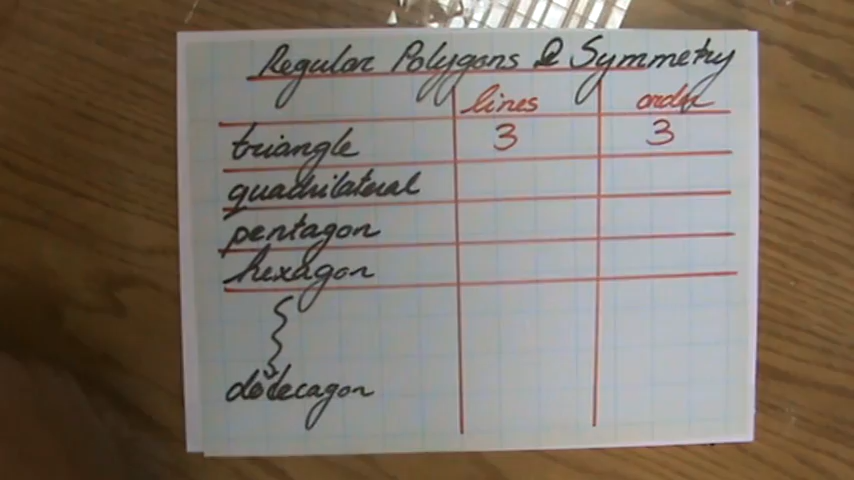 Regular Polygons & Symmetry
lines order
triangle 3 3
quadrilateral
pentagon
hexagon
dodecagon